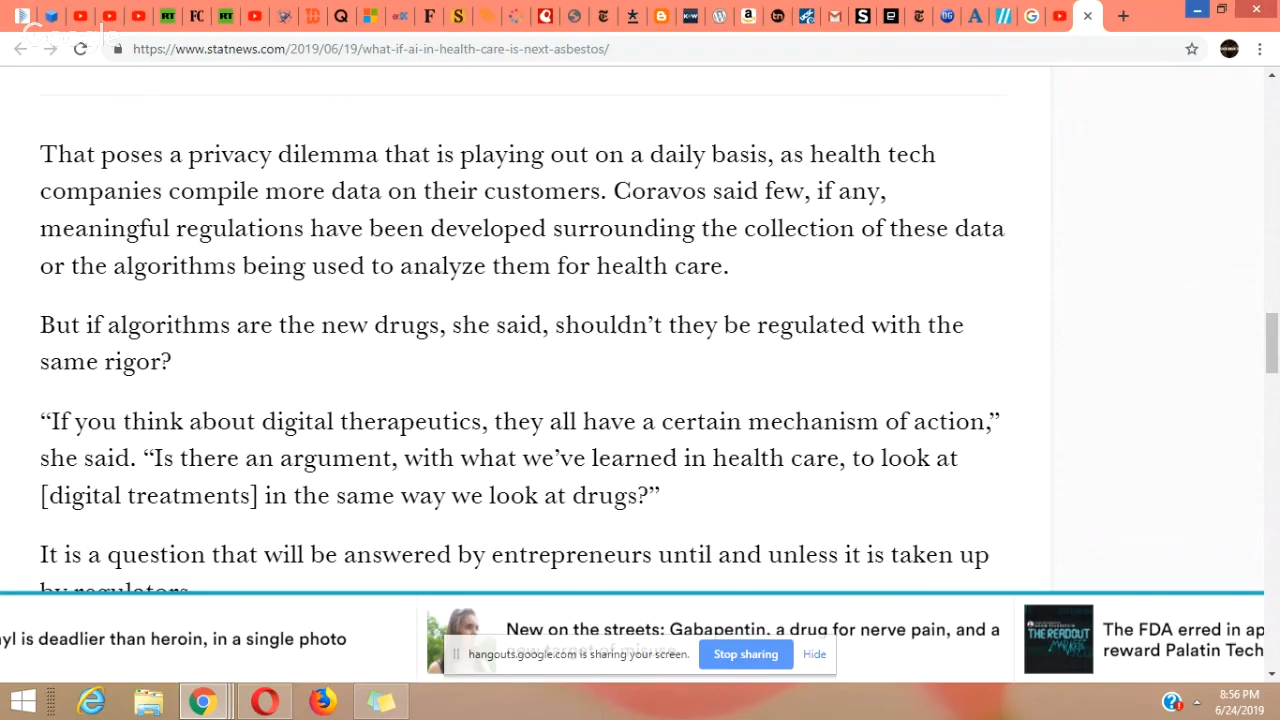 Google
https://www.statnews.com/2019/06/19/what-if-ai-in-health-care-is-next-asbestos/
That poses a privacy dilemma that is playing out on a daily basis, as health tech
companies compile more data on their customers. Coravos said few, if any,
meaningful regulations have been developed surrounding the collection of these data
or the algorithms being used to analyze them for health care.
But if algorithms are the new drugs, she said, shouldn’t they be regulated with the
same rigor?
“If you think about digital therapeutics, they all have a certain mechanism of action,”
she said. “Is there an argument, with what we’ve learned in health care, to look at
[digital treatments] in the same way we look at drugs?”
It is a question that will be answered by entrepreneurs until and unless it is taken up
by regulators.
yl is deadlier than heroin, in a single photo
New on the streets: Gabapentin, a drug for nerve pain, and a
new target of misuse
THE READOUT
The FDA erred in ap
reward Palatin Tech
hangouts.google.com is sharing your screen.
Stop sharing
Hide
8:56 PM
6/24/2019